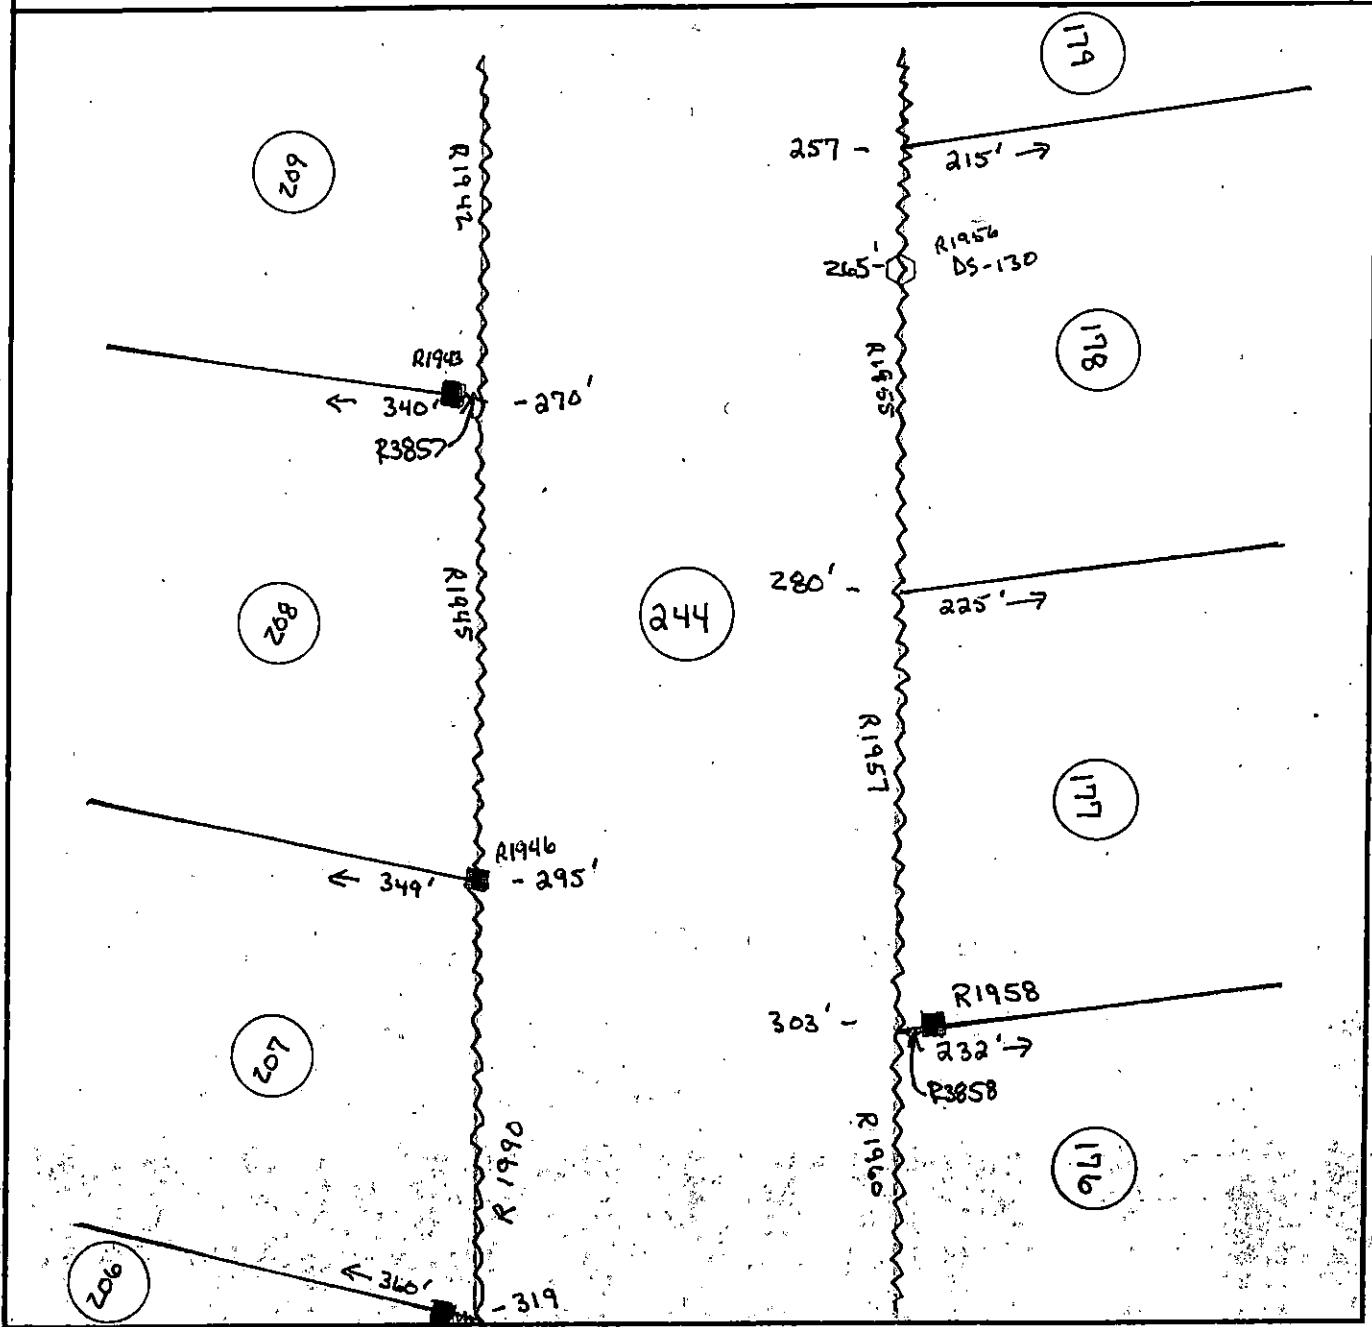 179
257 -
215' →
209
R1942
R1956
265' -
DS-130
178
R1943
R1955
← 340'
- 270'
R3857
R1945
280' -
225' →
208
244
R1957
177
R1946
← 349'
- 295'
R1958
303' -
232' →
207
R3858
R 1990
R1960
176
206
← 360'
- 319